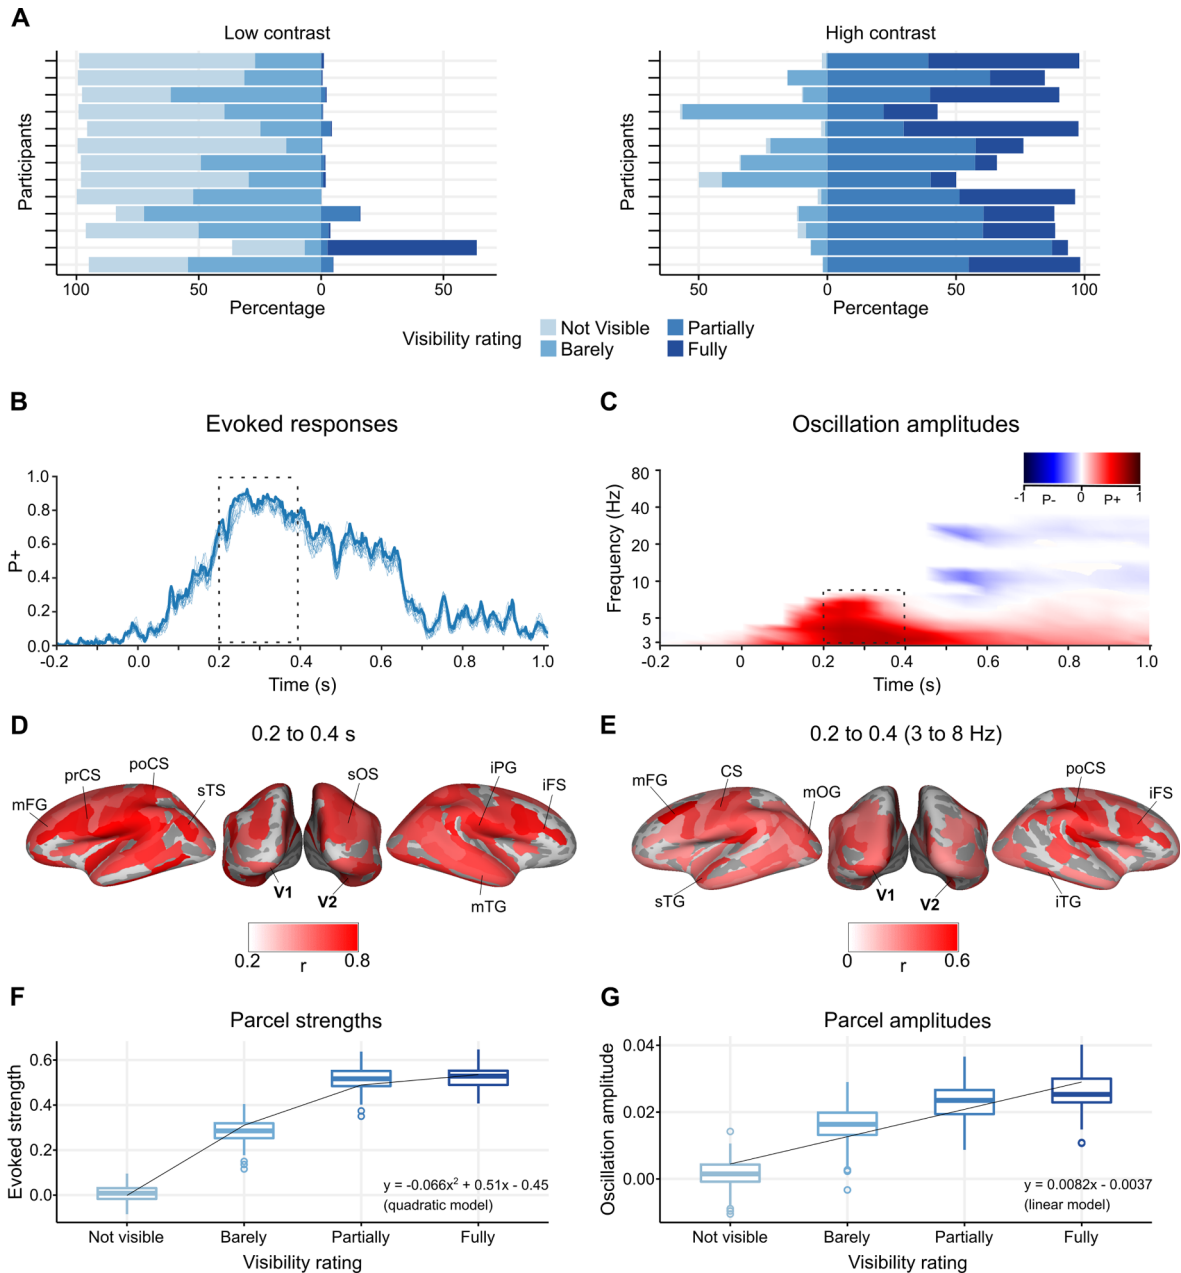 A
Low contrast
High contrast
Participants
Participants
100
50
0
50
50
0
50
100
Percentage
Percentage
Visibility rating
Not Visible
Partially
Barely
Fully
B
Evoked responses
P+
1.0
0.8
0.6
0.4
0.2
0.0
-0.2
0.0
0.2
0.4
0.6
0.8
1.0
Time (s)
C
Oscillation amplitudes
Frequency (Hz)
80
40
20
10
5
3
-1
P-
0
P+
1
-0.2
0
0.2
0.4
0.6
0.8
1.0
Time (s)
D
0.2 to 0.4 s
mFG
prCS
poCS
sTS
sOS
iPG
iFS
V1
V2
mTG
0.2
r
0.8
E
0.2 to 0.4 (3 to 8 Hz)
mFG
CS
mOG
poCS
iFS
sTG
V1
V2
iTG
0
r
0.6
F
Parcel strengths
Evoked strength
0.6
0.4
0.2
0.0
y = -0.066x² + 0.51x - 0.45
(quadratic model)
Not visible
Barely
Partially
Fully
Visibility rating
G
Parcel amplitudes
Oscillation amplitude
0.04
0.02
0.00
y = 0.0082x - 0.0037
(linear model)
Not visible
Barely
Partially
Fully
Visibility rating